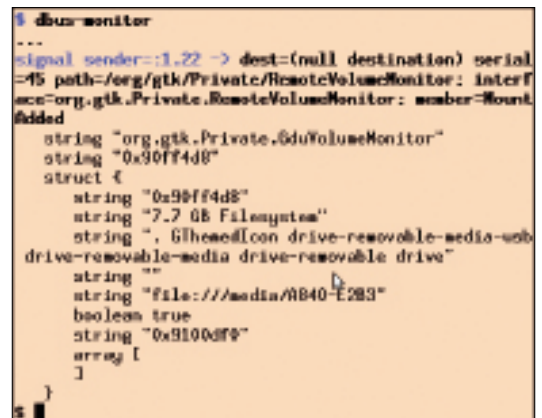 $ dbus-monitor
...
signal sender=:1.22 -> dest=(null destination) serial
=45 path=/org/gtk/Private/RemoteVolumeMonitor; interf
ace=org.gtk.Private.RemoteVolumeMonitor; member=Mount
Added
string "org.gtk.Private.GduVolumeMonitor"
string "0x90ff4d8"
struct {
string "0x90ff4d8"
string "7.7 GB Filesystem"
string ". GThemedIcon drive-removable-media-usb
drive-removable-media drive-removable drive"
string ""
string "file:///media/A840-E2B3"
boolean true
string "0x9100df0"
array [
]
}
$